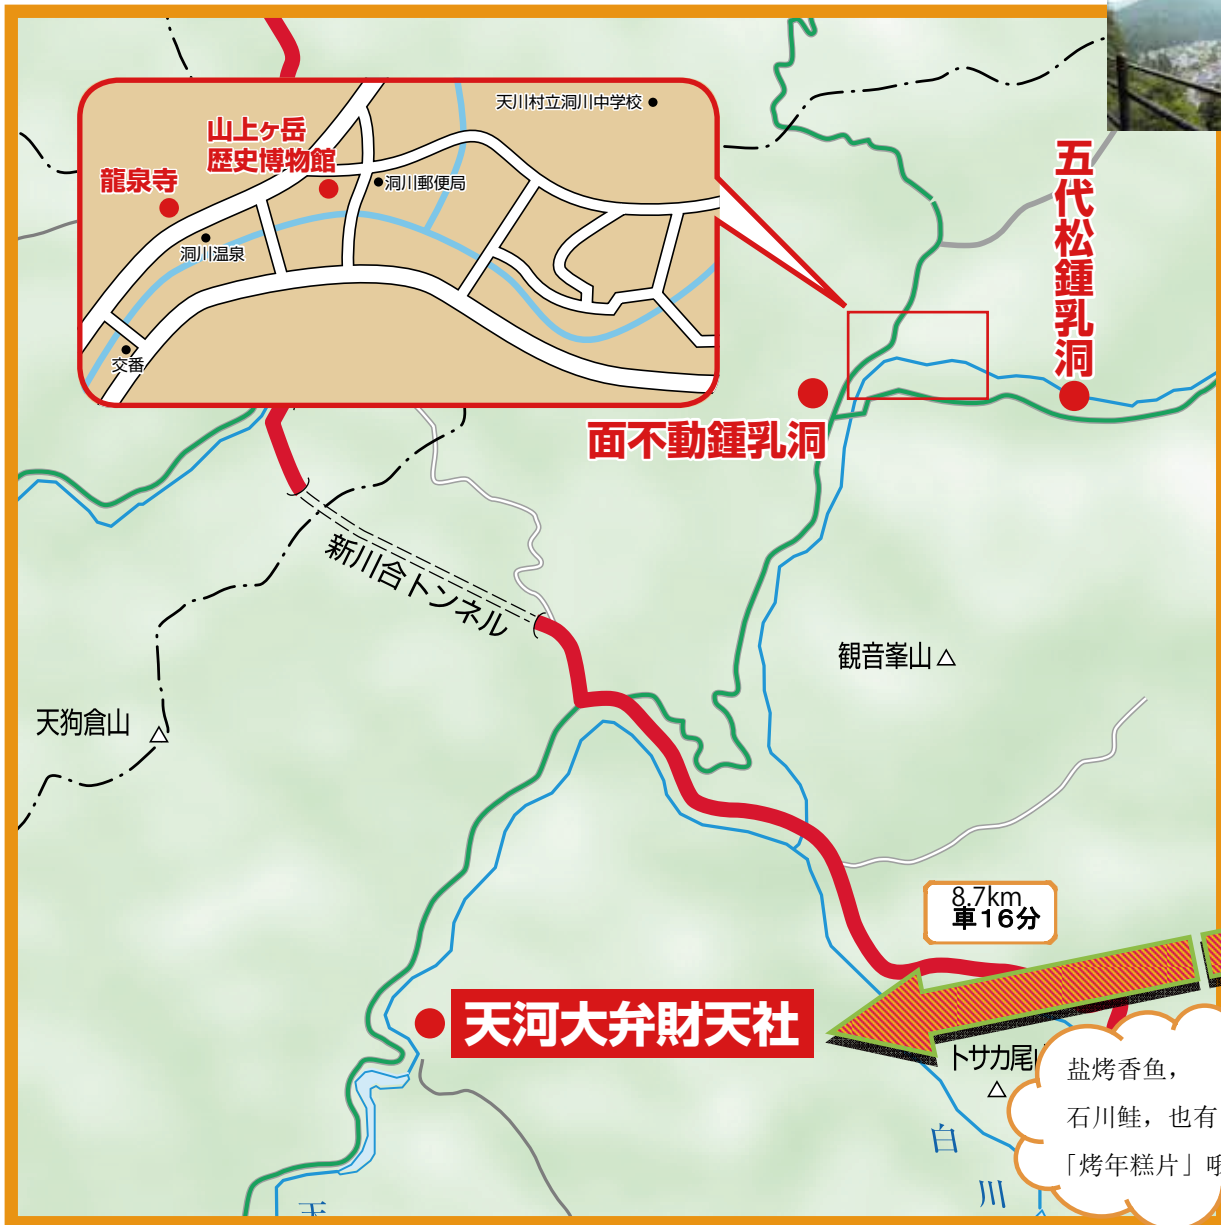 天川村立洞川中学校
山上ヶ岳
歴史博物館
龍泉寺
洞川郵便局
洞川温泉
交番
五代松鍾乳洞
面不動鍾乳洞
新川合トンネル
観音峯山
天狗倉山
8.7km
車16分
天河大弁財天社
トサカ尾
盐烤香鱼，
石川鲑，也有
「烤年糕片」哦
白
川